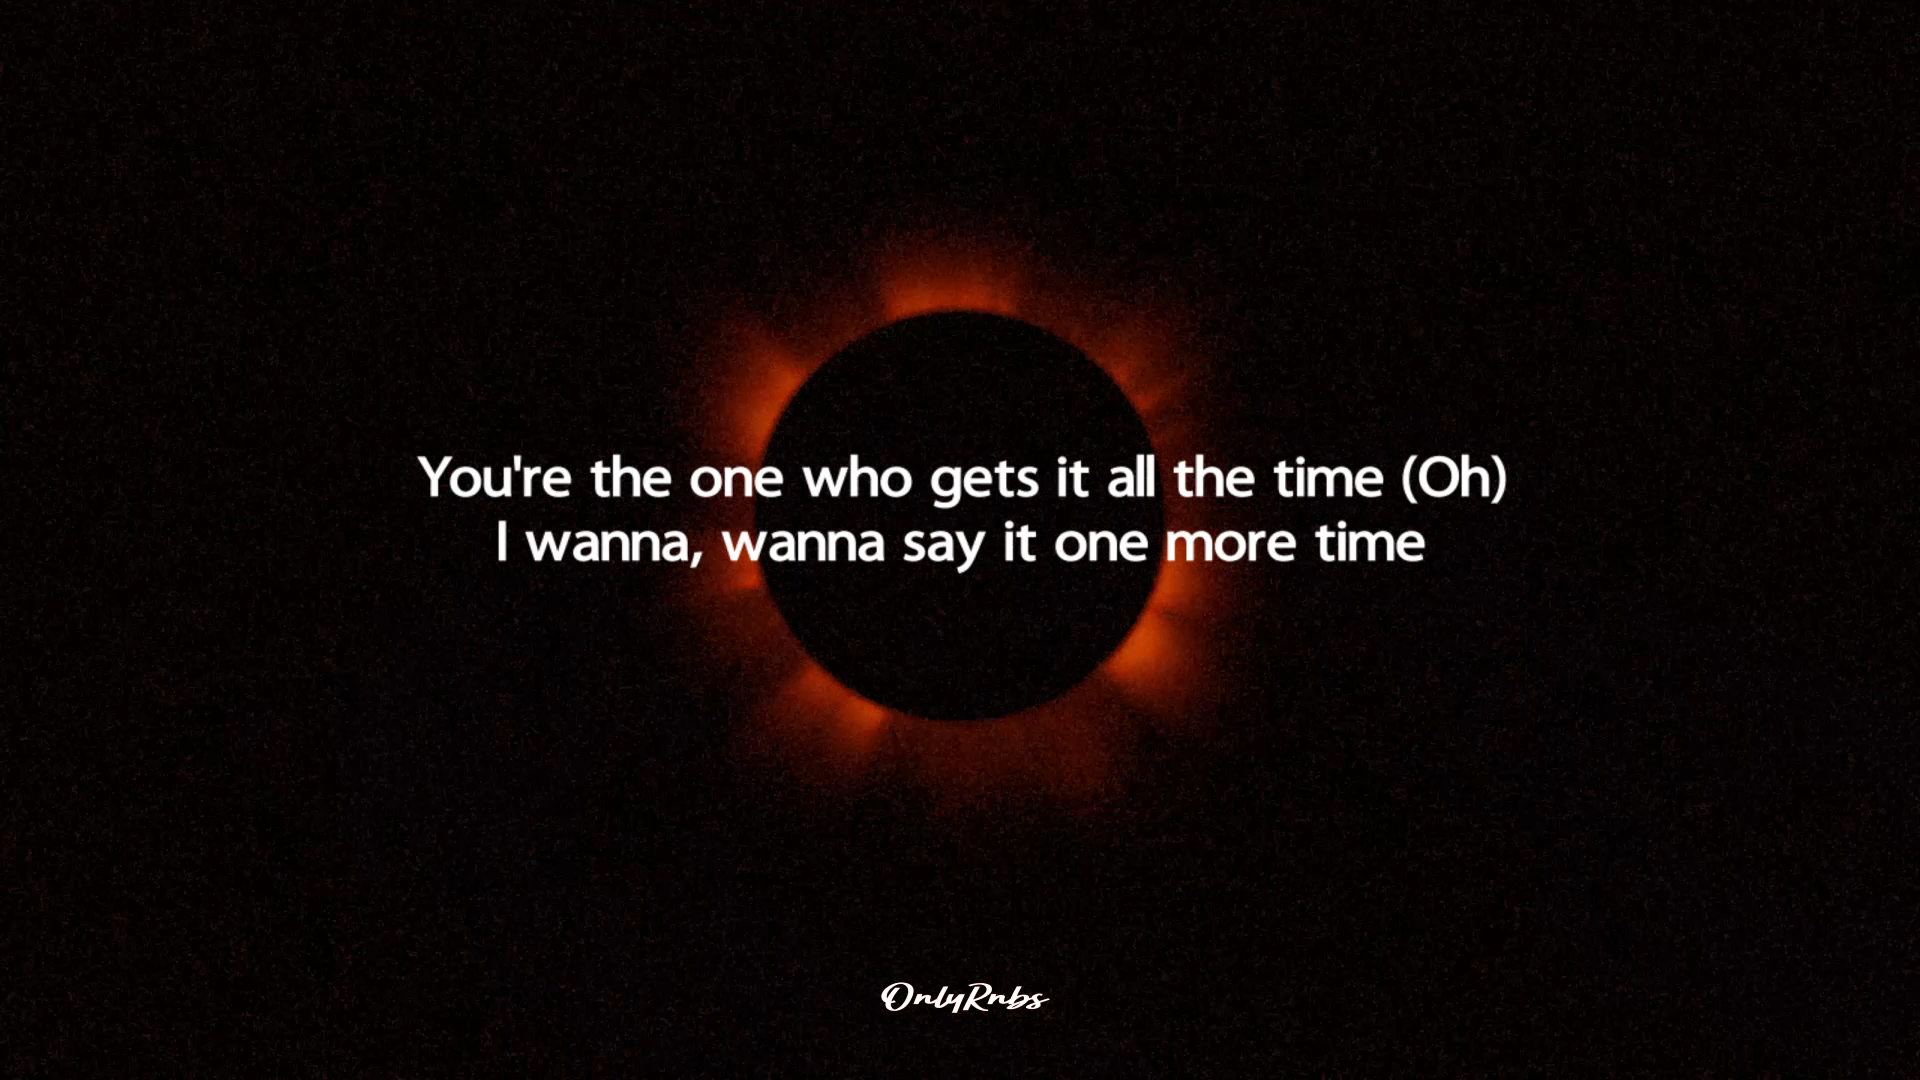 You're the one who gets it all the time (Oh)
I wanna, wanna say it one more time
OnlyRnbs